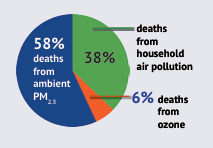 58%
deaths
from
ambient
PM2.5
38%
deaths
from
household
air pollution
6% deaths
from
ozone